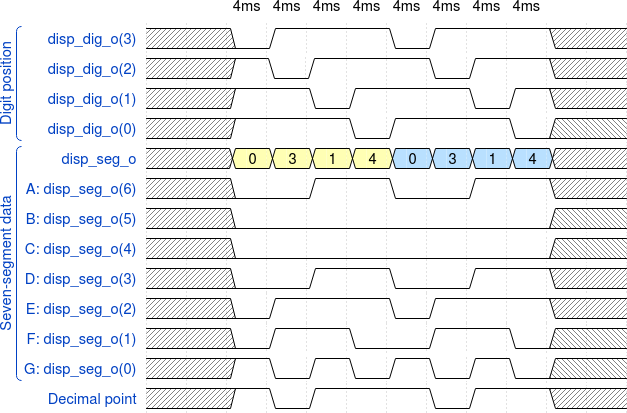 4ms 4ms 4ms 4ms 4ms 4ms 4ms 4ms
Digit position
disp_dig_o(3)
disp_dig_o(2)
disp_dig_o(1)
disp_dig_o(0)
Seven-segment data
disp_seg_o 0 3 1 4 0 3 1 4
A: disp_seg_o(6)
B: disp_seg_o(5)
C: disp_seg_o(4)
D: disp_seg_o(3)
E: disp_seg_o(2)
F: disp_seg_o(1)
G: disp_seg_o(0)
Decimal point